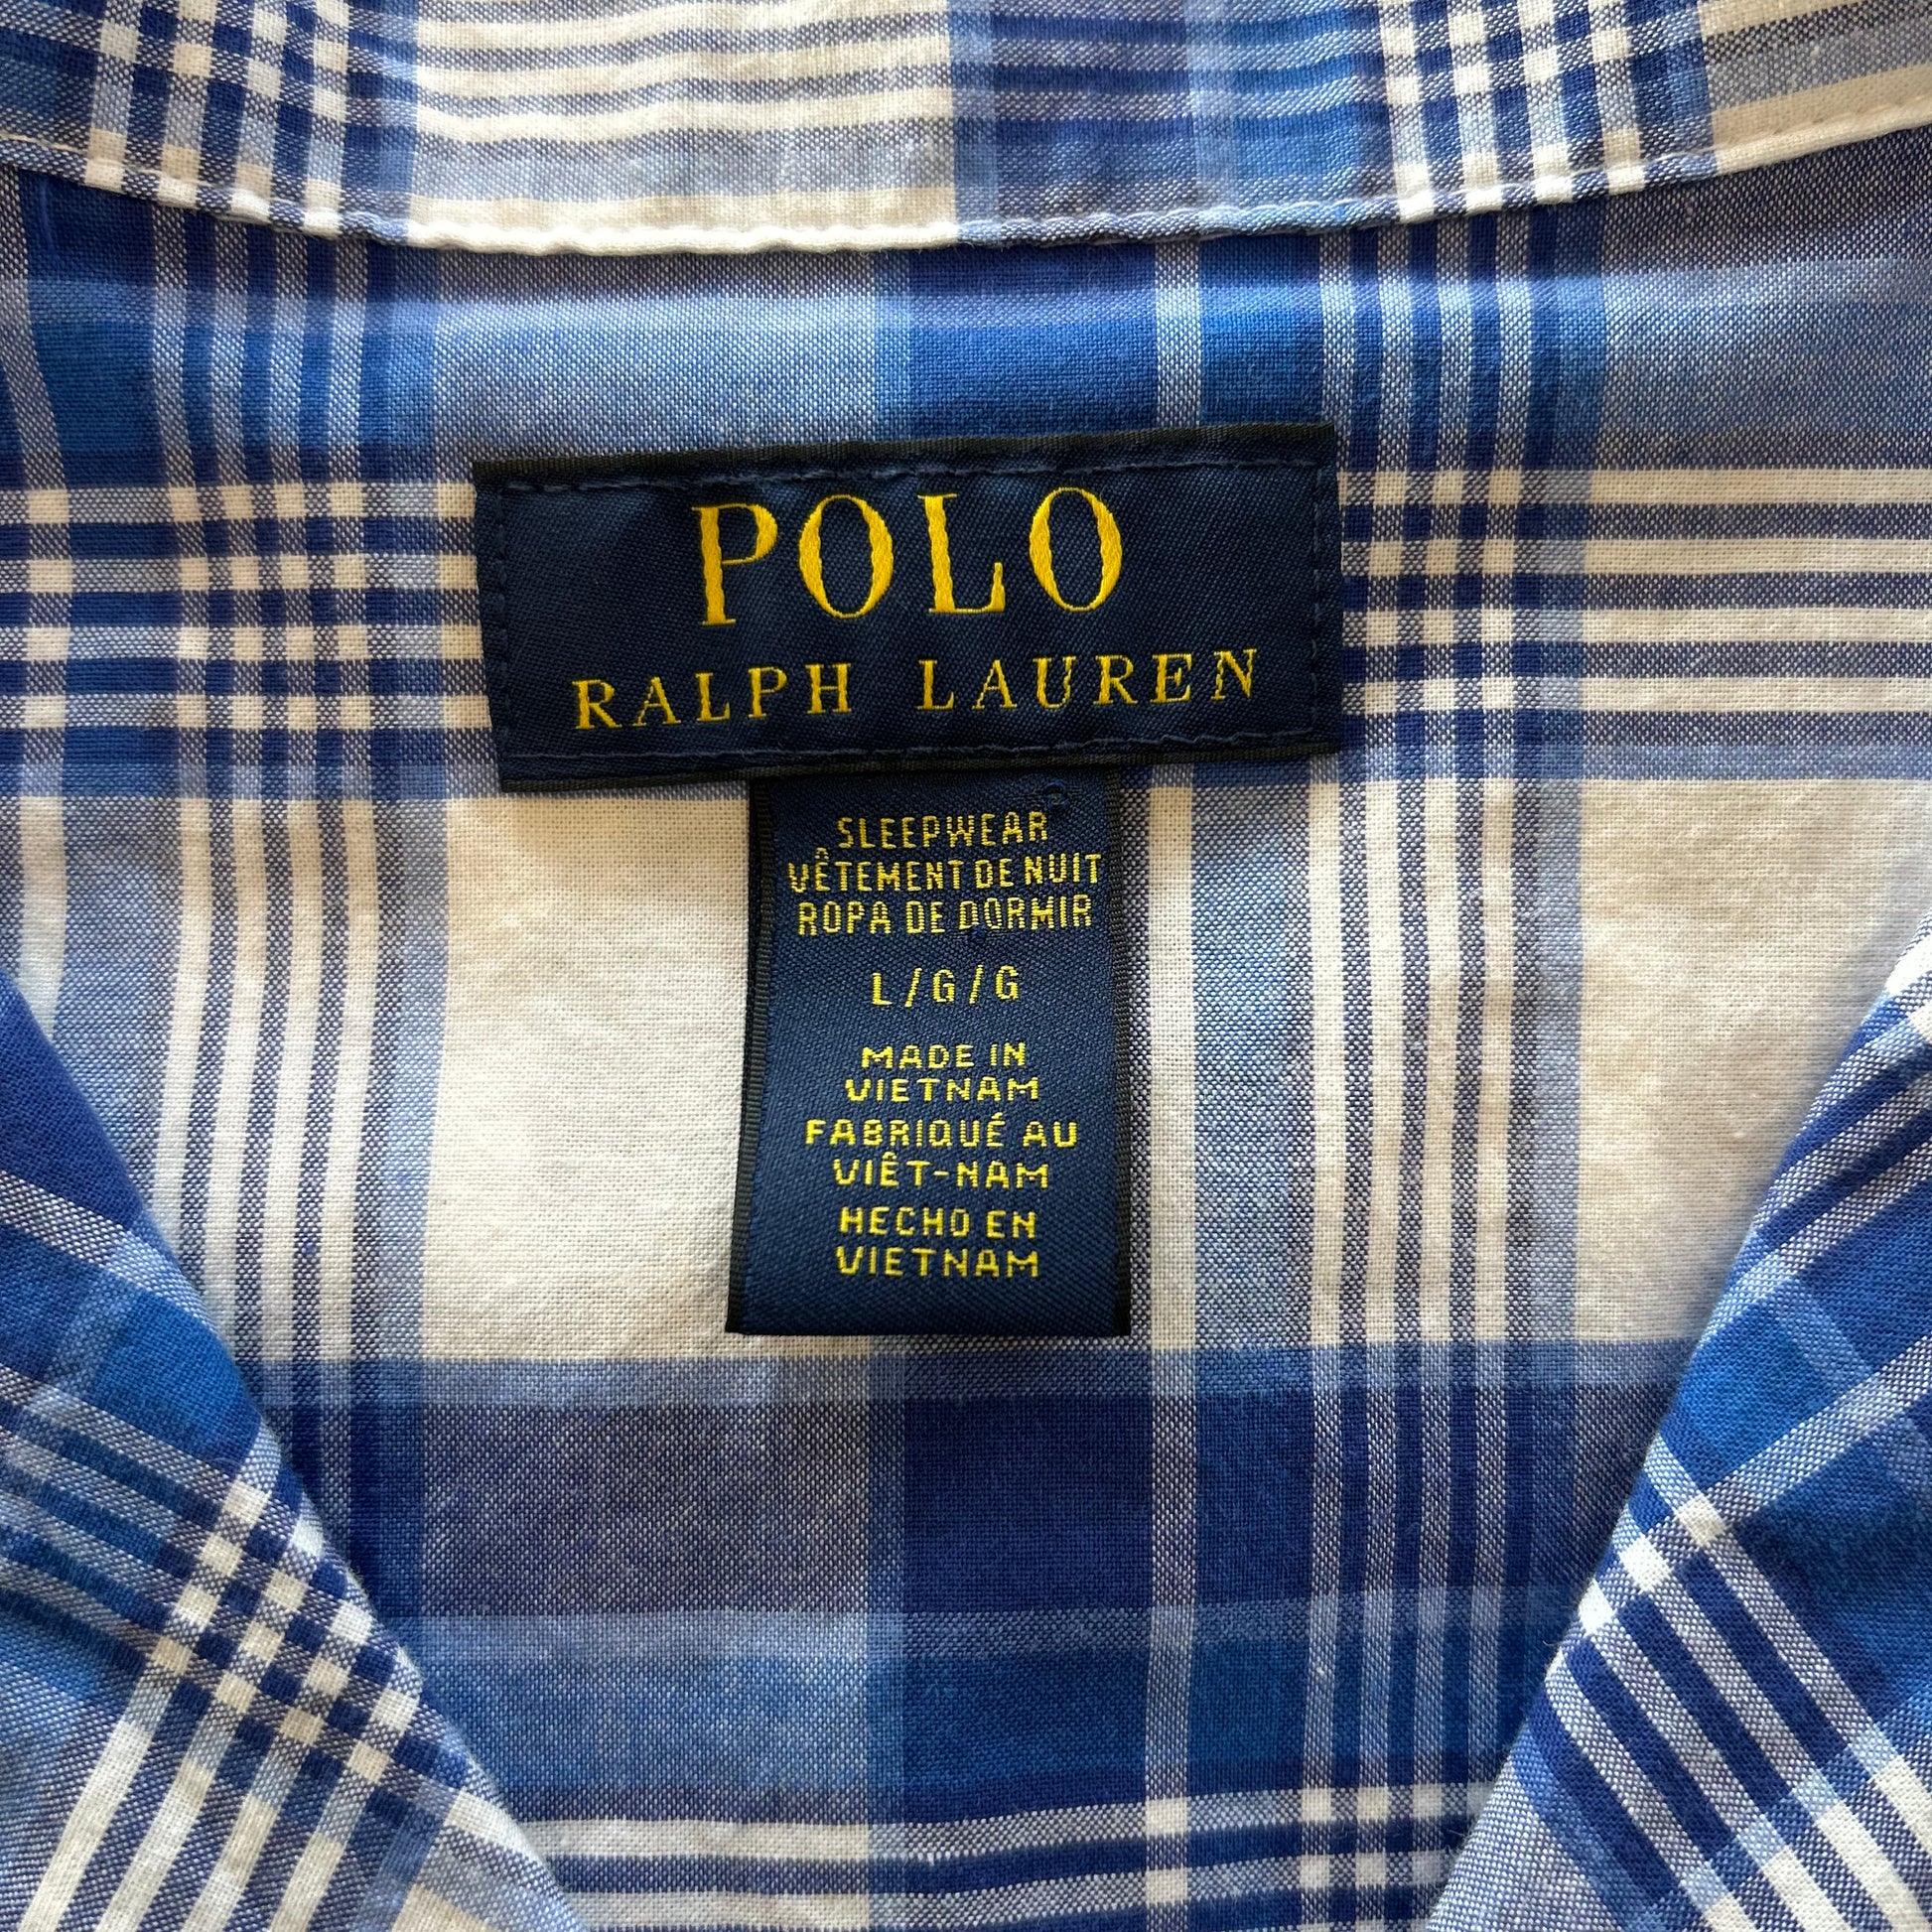 POLO
RALPH LAUREN
SLEEPWEAR
VÊTEMENT DE NUIT
ROPA DE DORMIR
L/G/G
MADE IN
VIETNAM
FABRIQUÉ AU
VIÊT-NAM
HECHO EN
VIETNAM